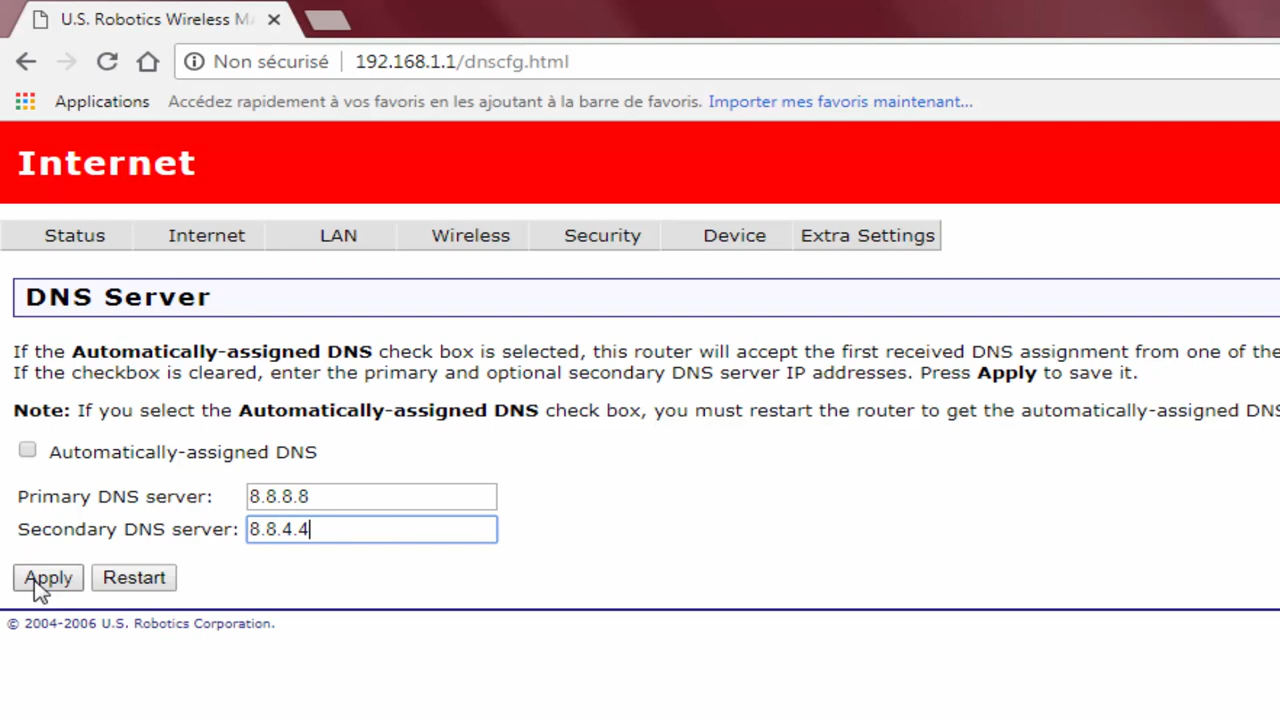 U.S. Robotics Wireless M
Non sécurisé 192.168.1.1/dnscfg.html
Applications Accédez rapidement à vos favoris en les ajoutant à la barre de favoris. Importer mes favoris maintenant...
Internet
Status Internet LAN Wireless Security Device Extra Settings
DNS Server
If the Automatically-assigned DNS check box is selected, this router will accept the first received DNS assignment from one of the
If the checkbox is cleared, enter the primary and optional secondary DNS server IP addresses. Press Apply to save it.
Note: If you select the Automatically-assigned DNS check box, you must restart the router to get the automatically-assigned DNS
Automatically-assigned DNS
Primary DNS server: 8.8.8.8
Secondary DNS server: 8.8.4.4
Apply Restart
© 2004-2006 U.S. Robotics Corporation.